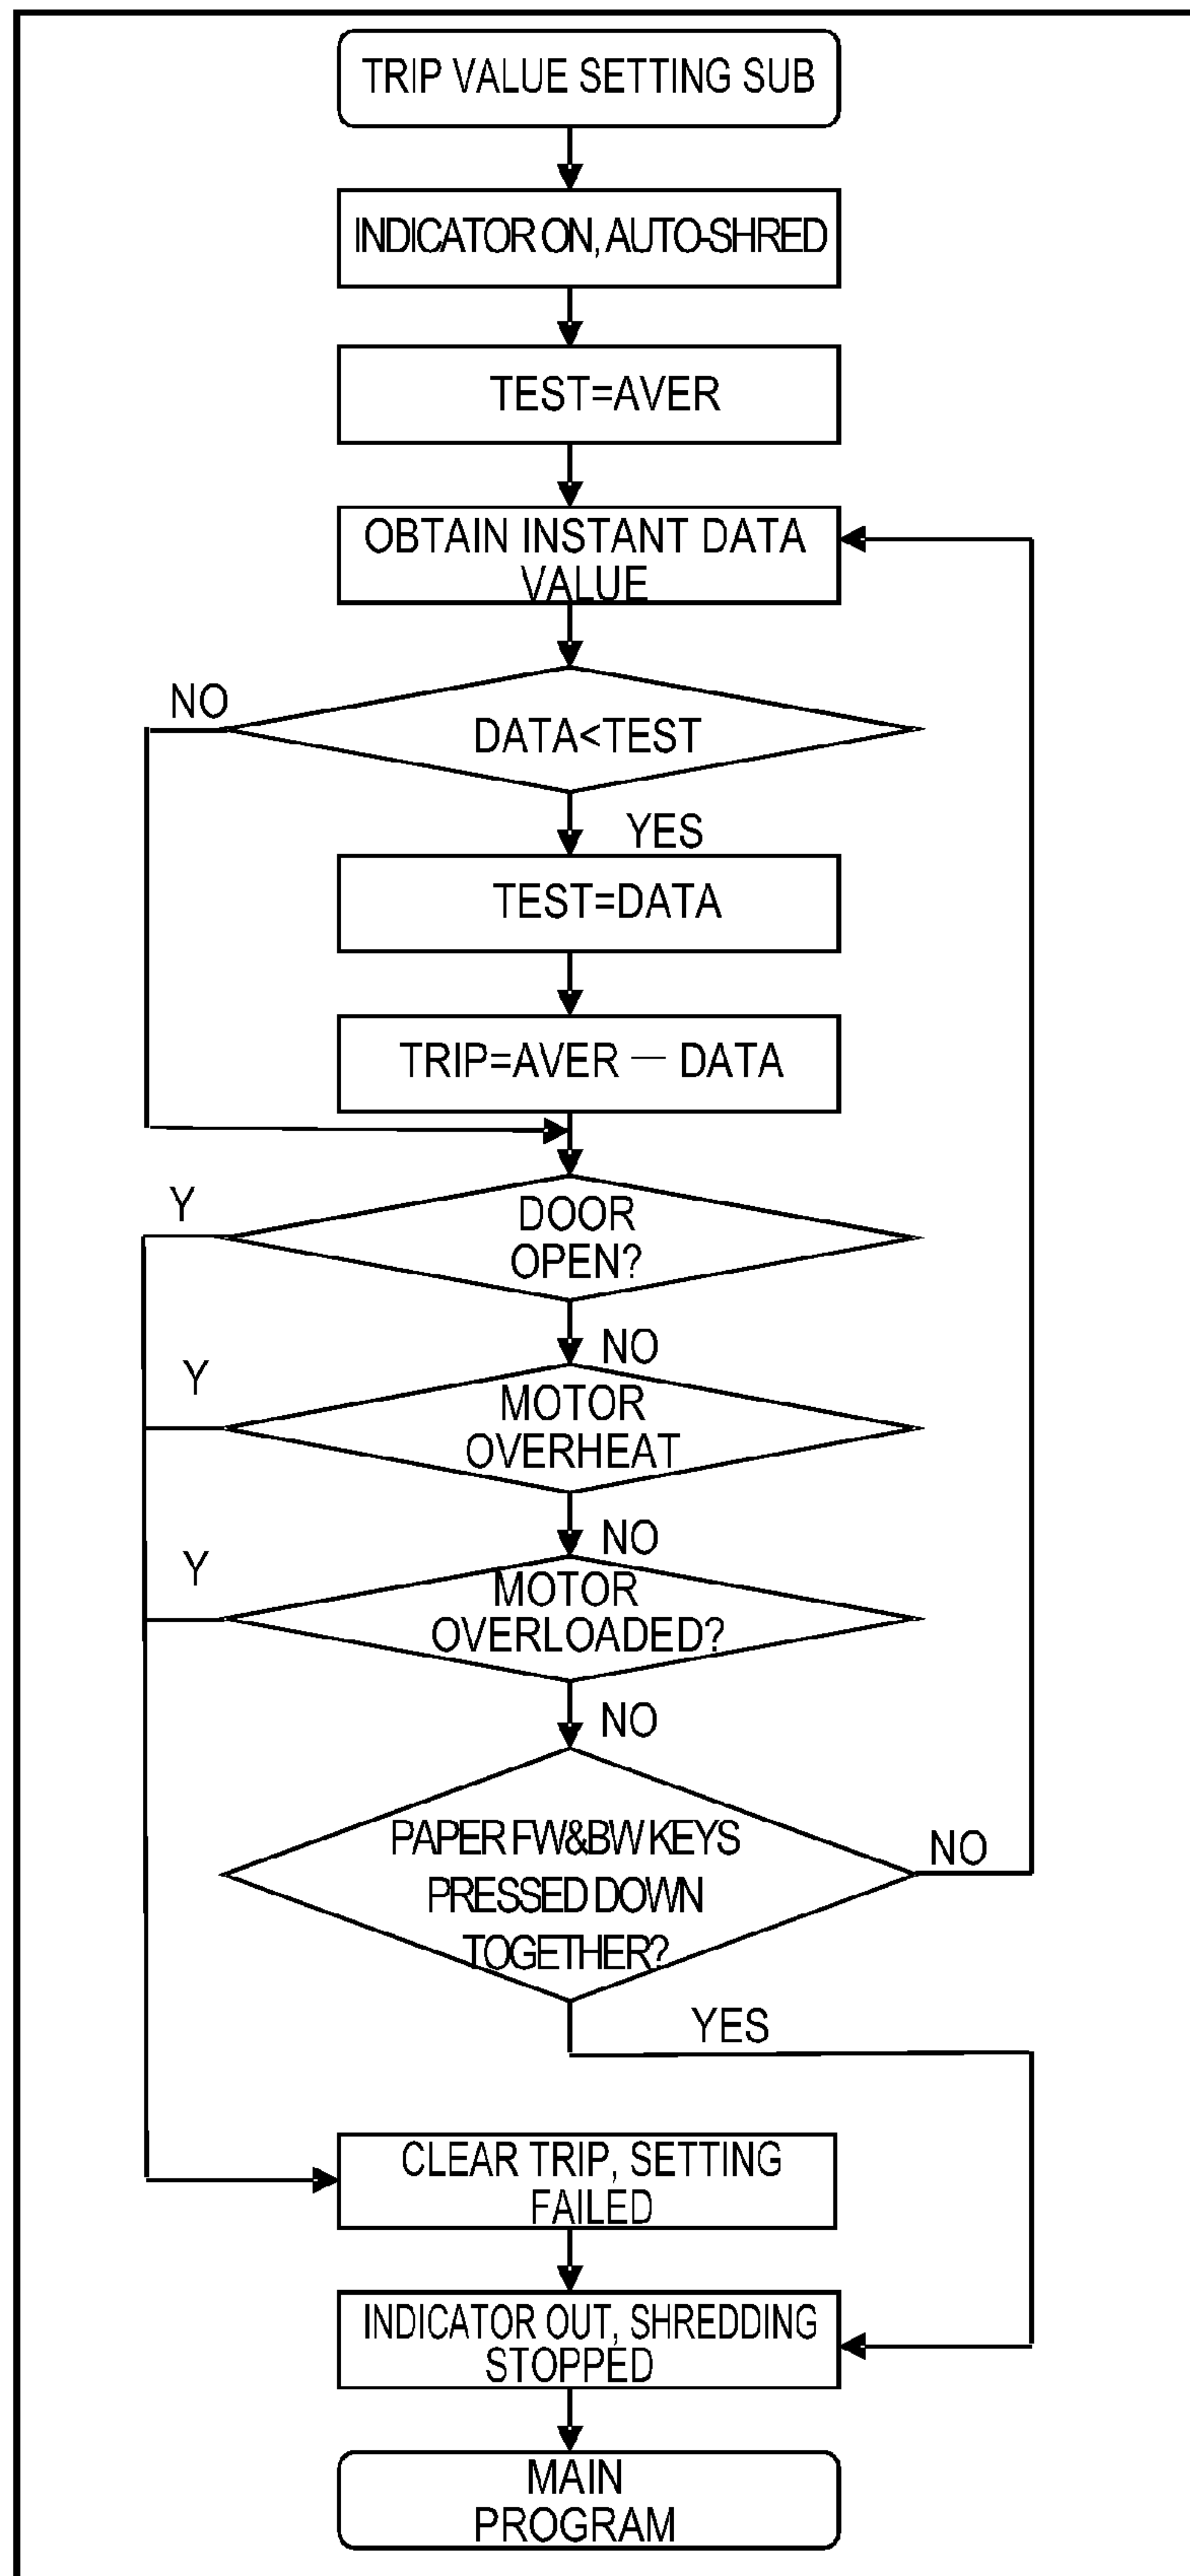 TRIP VALUE SETTING SUB
INDICATOR ON, AUTO-SHRED
TEST=AVER
OBTAIN INSTANT DATA
VALUE
NO
DATA<TEST
YES
TEST=DATA
TRIP=AVER — DATA
Y
DOOR
OPEN?
NO
Y
MOTOR
OVERHEAT
NO
Y
MOTOR
OVERLOADED?
NO
PAPER FW&BW KEYS
PRESSED DOWN
TOGETHER?
NO
YES
CLEAR TRIP, SETTING
FAILED
INDICATOR OUT, SHREDDING
STOPPED
MAIN
PROGRAM